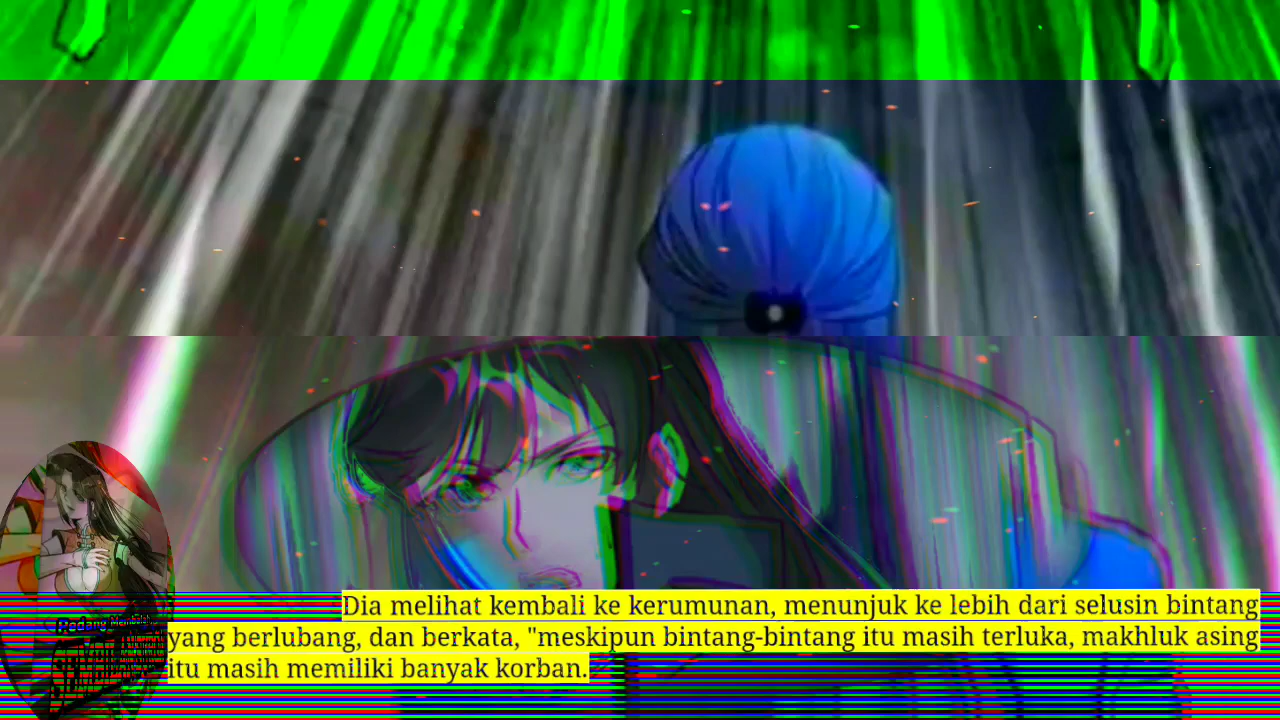 Dia melihat kembali ke kerumunan, menunjuk ke lebih dari selusin bintang
yang berlubang, dan berkata, "meskipun bintang-bintang itu masih terluka, makhluk asing
itu masih memiliki banyak korban.